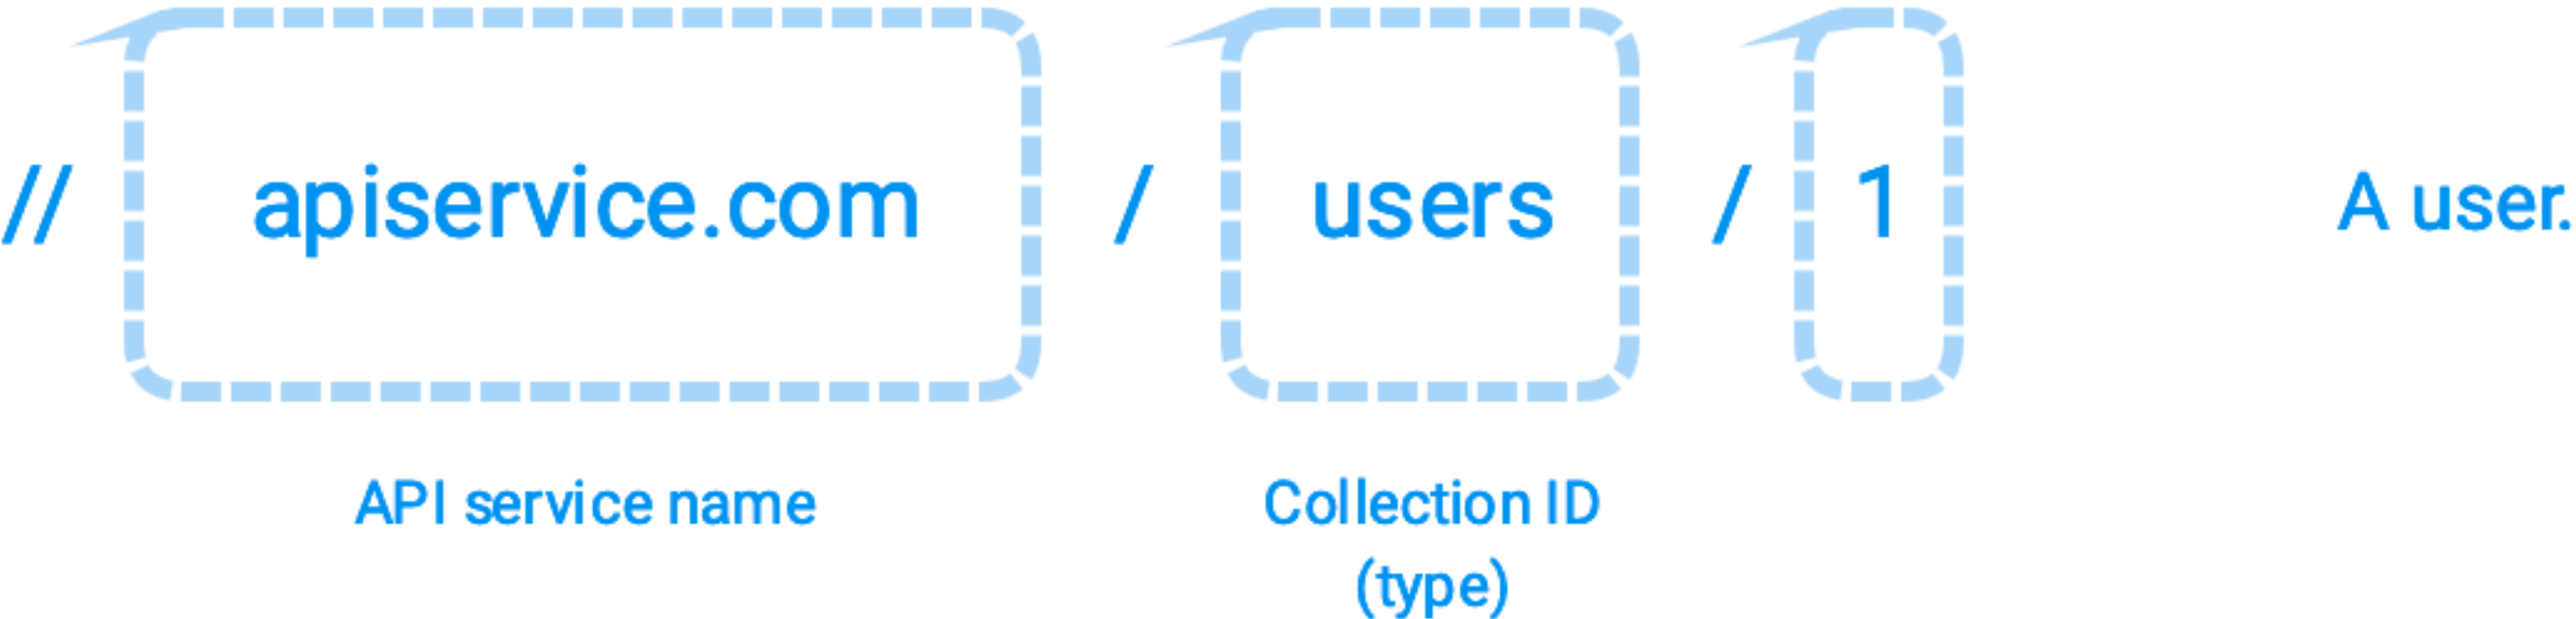 // apiservice.com / users / 1 A user.
API service name Collection ID
(type)